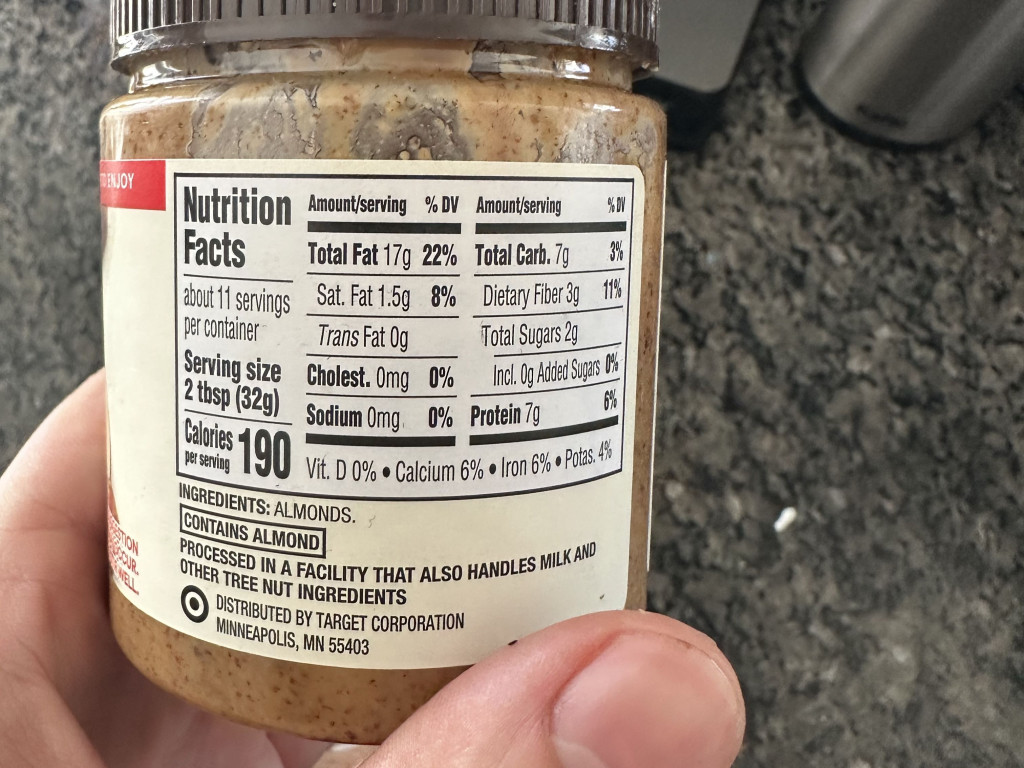 TO ENJOY
Nutrition
Facts
about 11 servings
per container
Serving size
2 tbsp (32g)
Calories
per serving
190
Amount/serving % DV
Total Fat 17g 22%
Sat. Fat 1.5g 8%
Trans Fat 0g
Cholest. 0mg 0%
Sodium 0mg 0%
Amount/serving % DV
Total Carb. 7g 3%
Dietary Fiber 3g 11%
Total Sugars 2g
Incl. 0g Added Sugars 0%
Protein 7g 6%
Vit. D 0% • Calcium 6% • Iron 6% • Potas. 4%
INGREDIENTS: ALMONDS.
CONTAINS ALMOND
PROCESSED IN A FACILITY THAT ALSO HANDLES MILK AND
OTHER TREE NUT INGREDIENTS
DISTRIBUTED BY TARGET CORPORATION
MINNEAPOLIS, MN 55403
WELL.